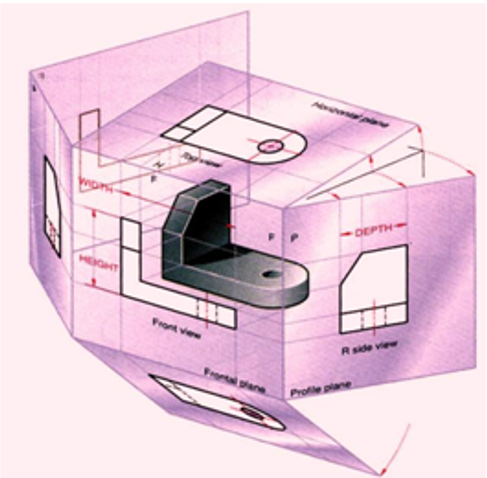 Horizontal plane
Top view
H
F
WIDTH
F
P
DEPTH
HEIGHT
Front view
R side view
Frontal plane
Profile plane